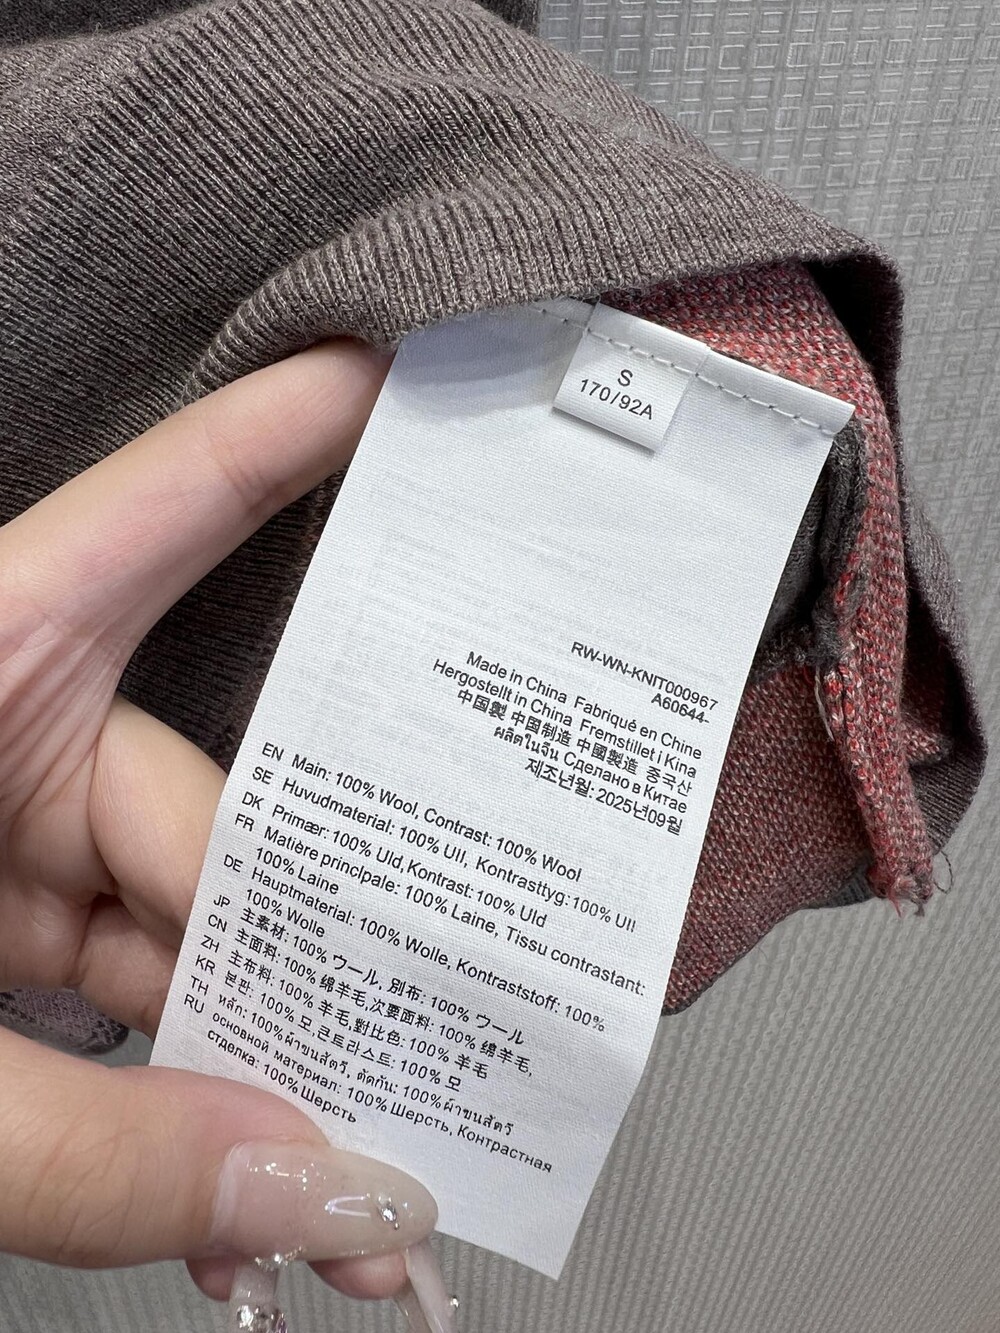 S
170/92A
RW-WN-KNIT000967
A60644-
Made in China Fabriqué en Chine
Hergostellt in China Fremstillet i Kina
中国製 中国制造 中國製造 중국산
ผลิตในจีน Сделано в Китае
제조년월: 2025년09월
EN Main: 100% Wool, Contrast: 100% Wool
SE Huvudmaterial: 100% Ull, Kontrasttyg: 100% Ull
DK Primær: 100% Uld, Kontrast: 100% Uld
FR Matière principale: 100% Laine, Tissu contrastant:
100% Laine
DE Hauptmaterial: 100% Wolle, Kontraststoff: 100%
100% Wolle
JP 主素材: 100% ウール, 別布: 100% ウール
CN 主面料: 100% 绵羊毛,次要面料: 100% 绵羊毛,
ZH 主布料: 100% 羊毛,對比色: 100% 羊毛
KR 본판: 100% 모,콘트라스트: 100% 모
TH หลัก: 100%ผ้าขนสัตว์, ตัดกัน: 100%ผ้าขนสัตว์
RU основной материал: 100% Шерсть, Контрастная
отделка: 100% Шерсть